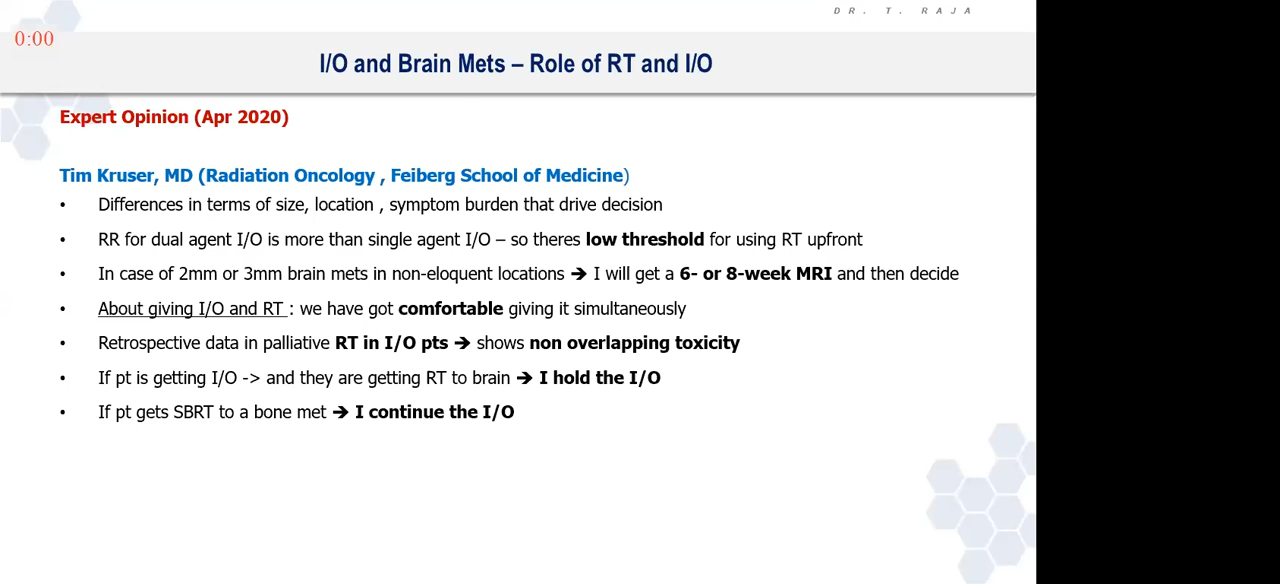 DR. T. RAJA
0:00
I/O and Brain Mets – Role of RT and I/O
Expert Opinion (Apr 2020)
Tim Kruser, MD (Radiation Oncology , Feiberg School of Medicine)
• Differences in terms of size, location , symptom burden that drive decision
• RR for dual agent I/O is more than single agent I/O – so theres low threshold for using RT upfront
• In case of 2mm or 3mm brain mets in non-eloquent locations ➔ I will get a 6- or 8-week MRI and then decide
• About giving I/O and RT : we have got comfortable giving it simultaneously
• Retrospective data in palliative RT in I/O pts ➔ shows non overlapping toxicity
• If pt is getting I/O -> and they are getting RT to brain ➔ I hold the I/O
• If pt gets SBRT to a bone met ➔ I continue the I/O